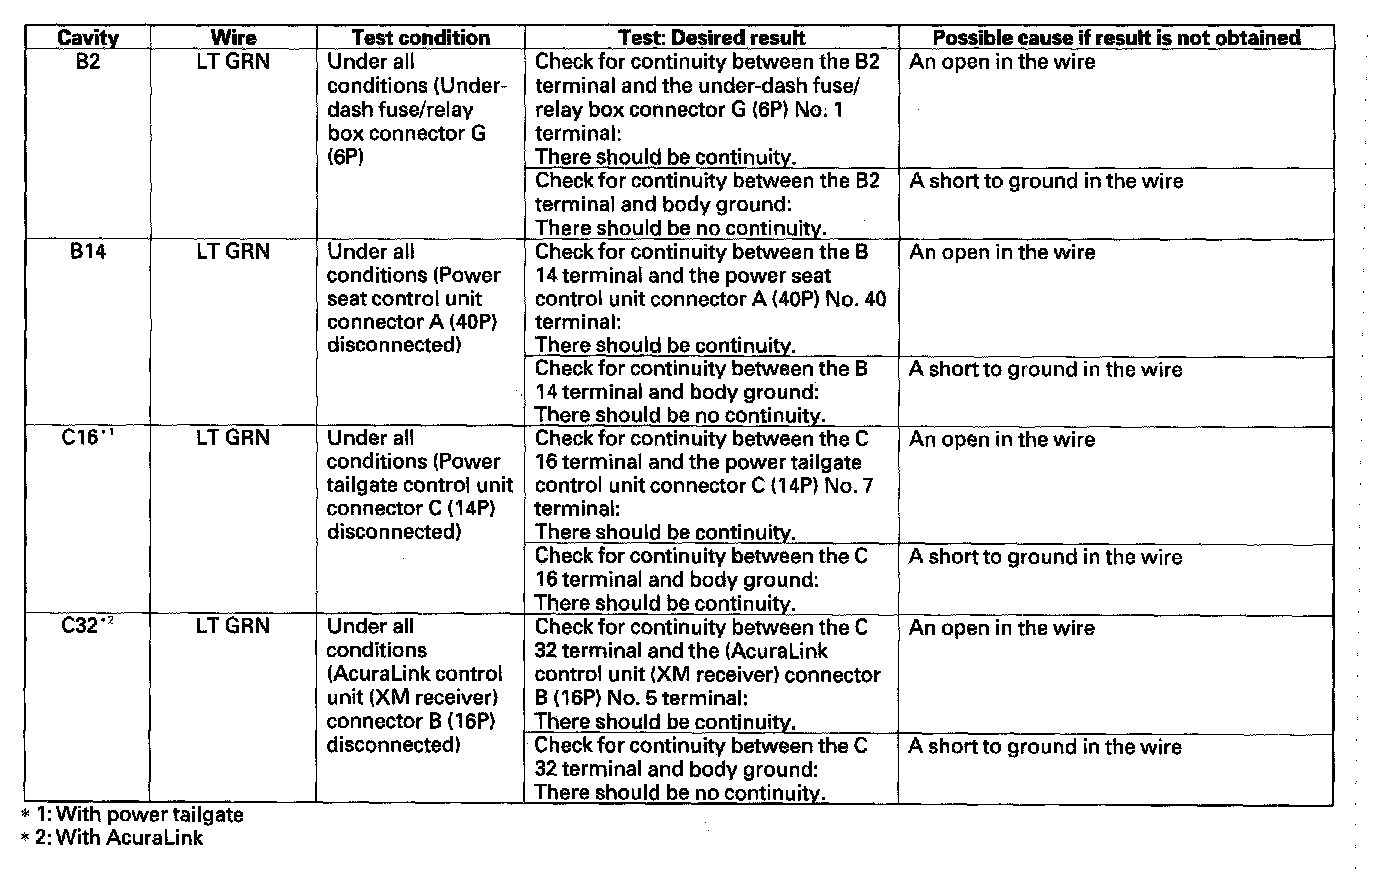 Cavity Wire Test condition Test: Desired result Possible cause if result is not obtained
B2 LT GRN Under all conditions (Under-dash fuse/relay box connector G (6P)
Check for continuity between the B2
terminal and the under-dash fuse/
relay box connector G (6P) No. 1
terminal:
There should be continuity.
An open in the wire
Check for continuity between the B2
terminal and body ground:
There should be no continuity.
A short to ground in the wire
B14
LT GRN
Under all
conditions (Power
seat control unit
connector A (40P)
disconnected)
Check for continuity between the B
14 terminal and the power seat
control unit connector A (40P) No. 40
terminal:
There should be continuity.
An open in the wire
Check for continuity between the B
14 terminal and body ground:
There should be no continuity.
A short to ground in the wire
C16*1
LT GRN
Under all
conditions (Power
tailgate control unit
connector C (14P)
disconnected)
Check for continuity between the C
16 terminal and the power tailgate
control unit connector C (14P) No. 7
terminal:
There should be continuity.
An open in the wire
Check for continuity between the C
16 terminal and body ground:
There should be continuity.
A short to ground in the wire
C32*2
LT GRN
Under all
conditions
(AcuraLink control
unit (XM receiver)
connector B (16P)
disconnected)
Check for continuity between the C
32 terminal and the (AcuraLink
control unit (XM receiver) connector
B (16P) No. 5 terminal:
There should be continuity.
An open in the wire
Check for continuity between the C
32 terminal and body ground:
There should be no continuity.
A short to ground in the wire
* 1: With power tailgate
* 2: With AcuraLink